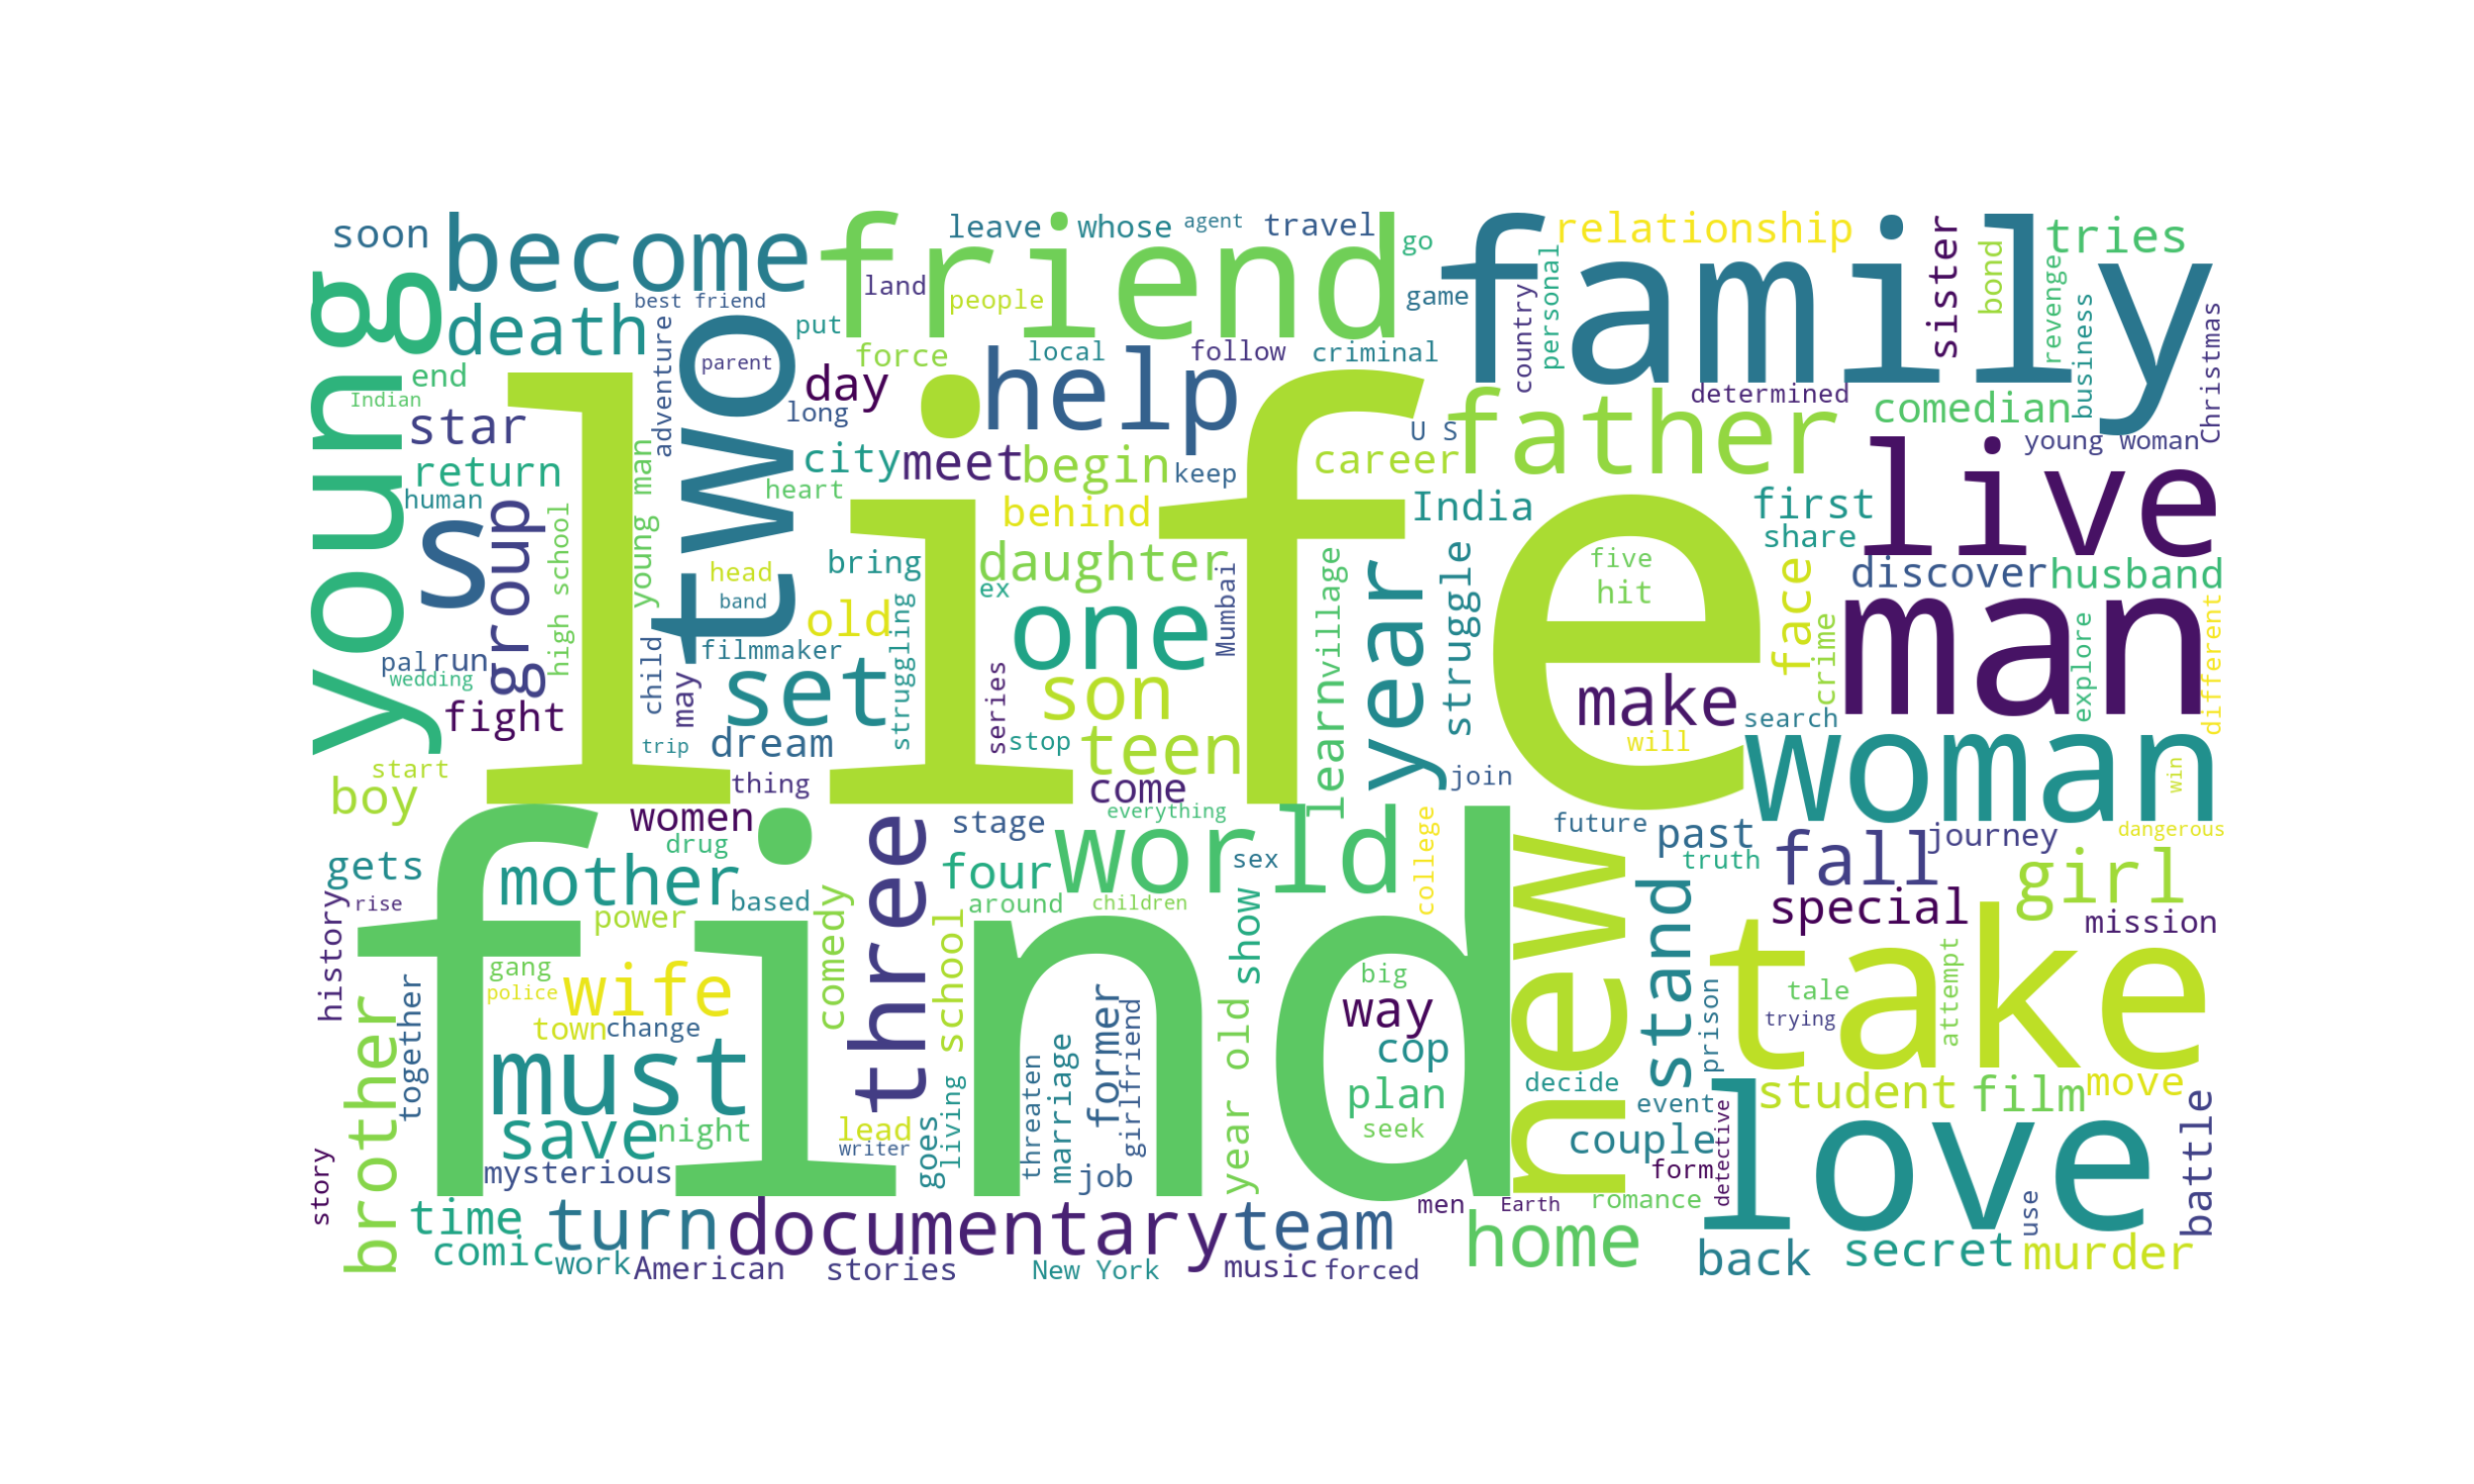 soon
become
friend
leave
whose
agent
travel
go
family
relationship
sister
bond
tries
death
best friend
land
people
put
game
country
personal
revenge
business
Christmas
young
end
Indian
star
adventure
two
parent
day
long
force
local
follow
criminal
help
determined
father
comedian
young woman
return
human
high school
young man
heart
city
meet
begin
keep
career
U S
live
life
s
group
head
band
bring
behind
daughter
India
first
share
discover
husband
five
hit
struggle
face
crime
man
different
explore
pal
run
wedding
fight
child
may
trip
filmmaker
old
set
dream
struggling
ex
series
one
son
teen
stop
Mumbai
village
learn
year
make
will
join
search
woman
win
start
boy
thing
come
women
drug
everything
stage
world
sex
college
future
past
truth
fall
journey
dangerous
gets
rise
history
mother
based
power
three
four
around
children
show
new
stand
special
girl
mission
find
gang
police
wife
town
change
comedy
school
big
way
cop
plan
seek
take
tale
trying
attempt
prison
brother
together
must
save
night
mysterious
lead
writer
goes
living
threaten
marriage
former
girlfriend
job
year old
decide
event
couple
form
detective
student
film
move
love
battle
use
story
time
comic
turn
work
American
documentary
stories
New York
team
music
men
forced
Earth
romance
home
back
secret
murder